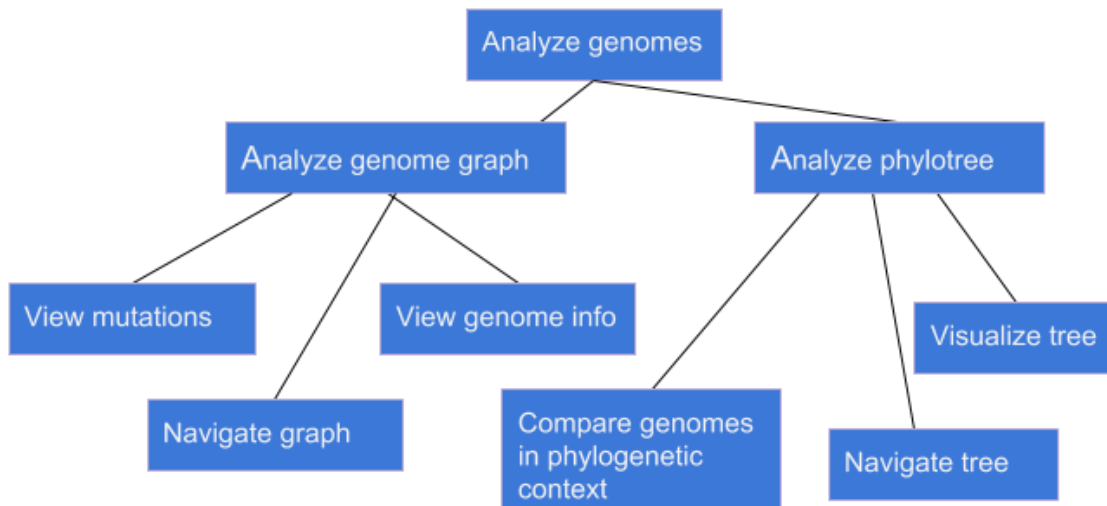 Analyze genomes
Analyze genome graph
Analyze phylotree
View mutations
View genome info
Visualize tree
Navigate graph
Compare genomes
in phylogenetic
context
Navigate tree